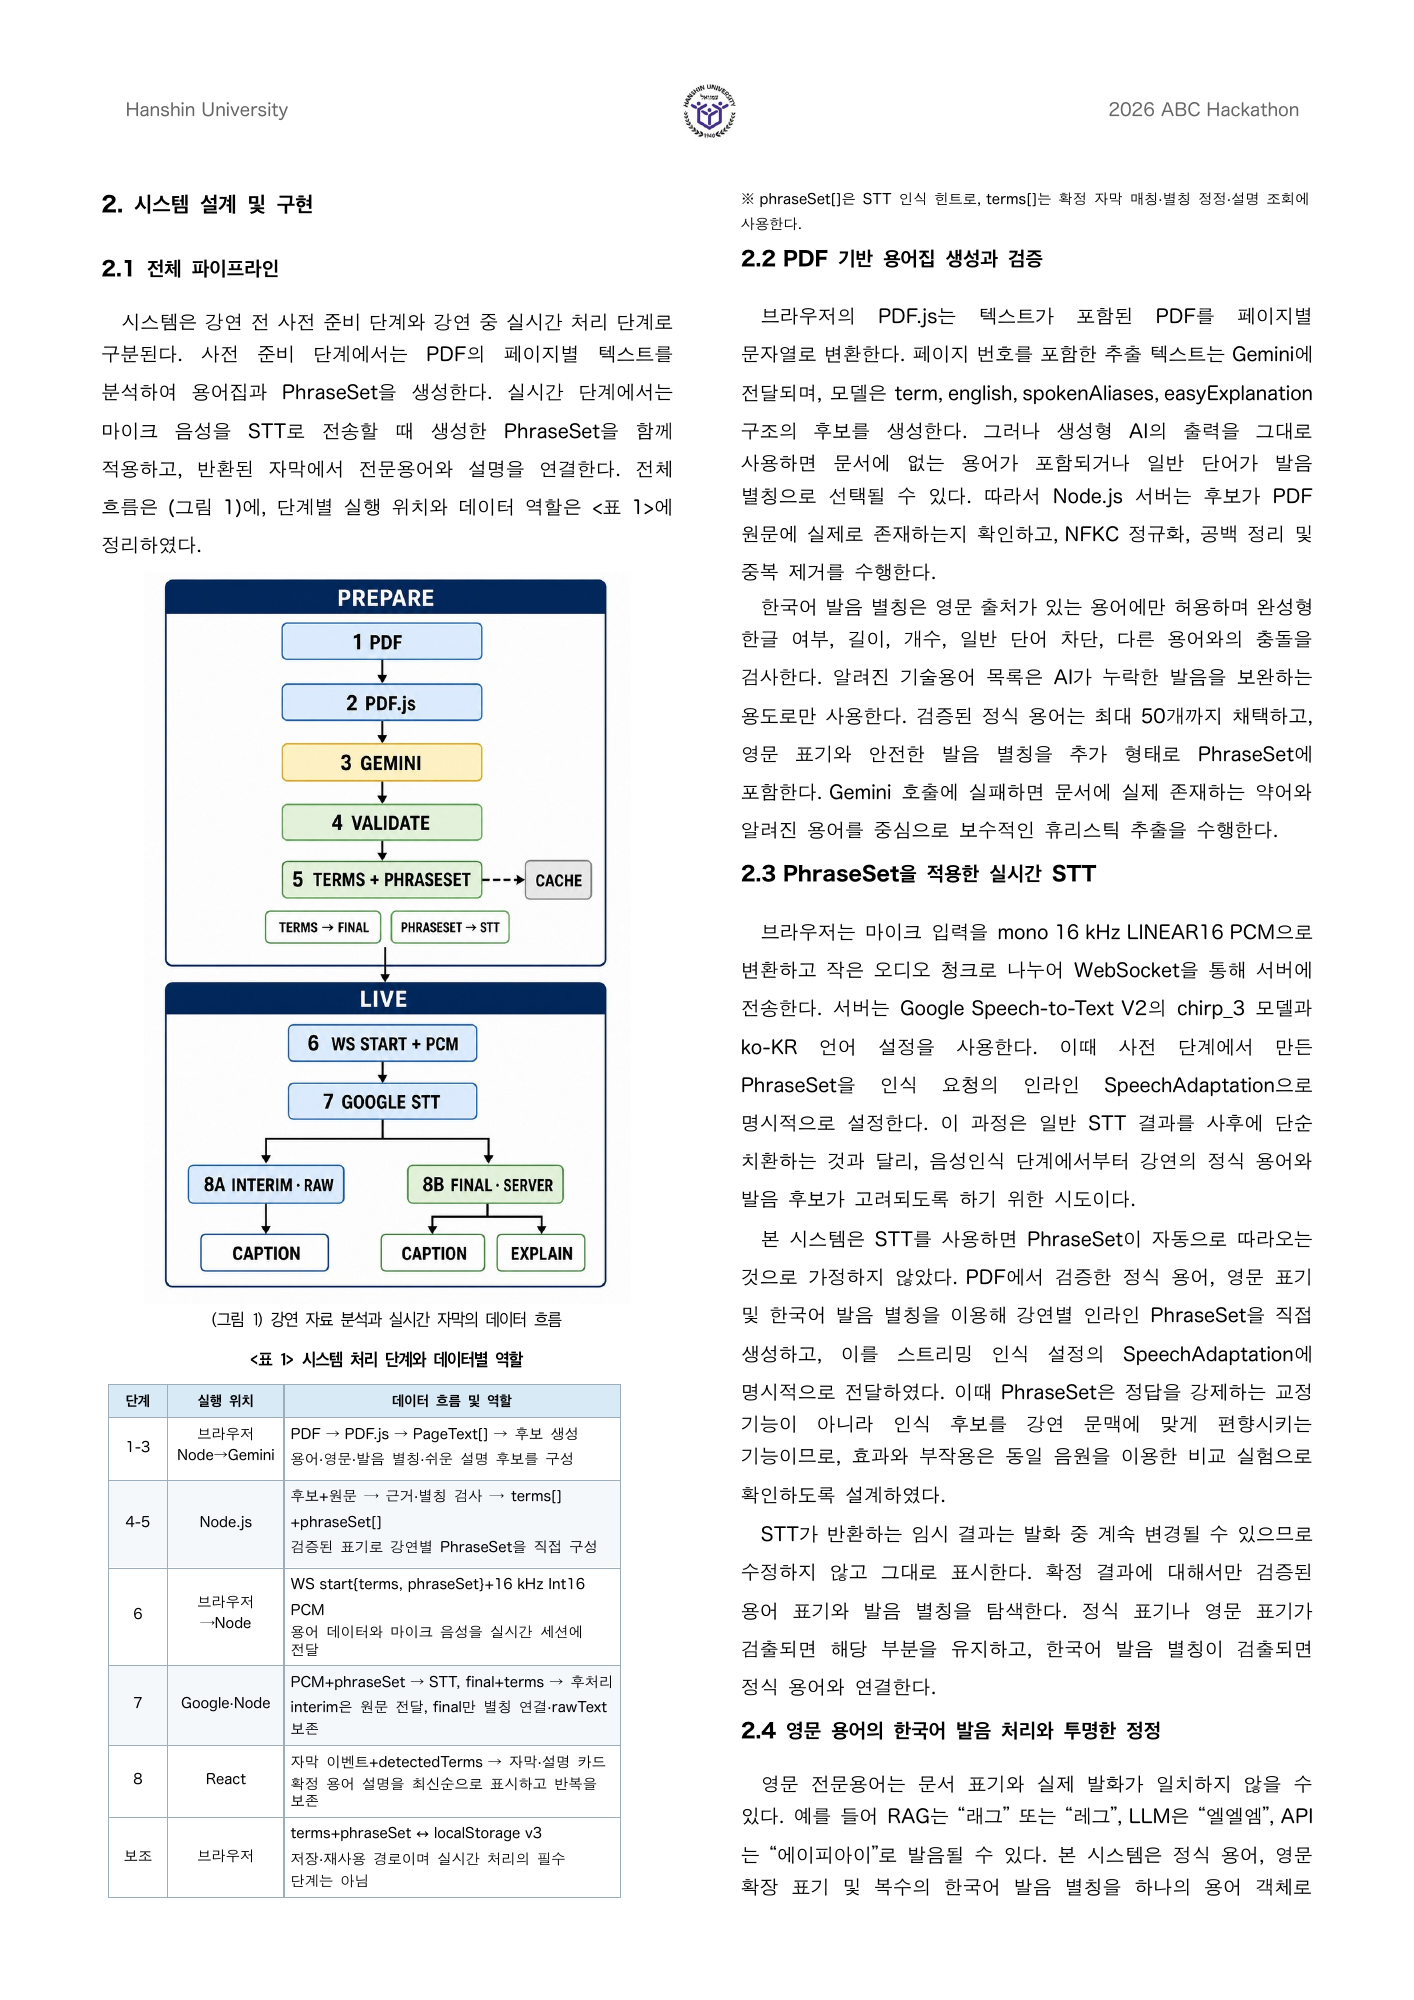 Hanshin University
HANSHIN UNIVERSITY
1940
2026 ABC Hackathon
2. 시스템 설계 및 구현
2.1 전체 파이프라인
시스템은 강연 전 사전 준비 단계와 강연 중 실시간 처리 단계로
구분된다. 사전 준비 단계에서는 PDF의 페이지별 텍스트를
분석하여 용어집과 PhraseSet을 생성한다. 실시간 단계에서는
마이크 음성을 STT로 전송할 때 생성한 PhraseSet을 함께
적용하고, 반환된 자막에서 전문용어와 설명을 연결한다. 전체
흐름은 (그림 1)에, 단계별 실행 위치와 데이터 역할은 <표 1>에
정리하였다.
PREPARE
1 PDF
2 PDF.js
3 GEMINI
4 VALIDATE
5 TERMS + PHRASESET
CACHE
TERMS → FINAL
PHRASESET → STT
LIVE
6 WS START + PCM
7 GOOGLE STT
8A INTERIM · RAW
8B FINAL · SERVER
CAPTION
CAPTION
EXPLAIN
(그림 1) 강연 자료 분석과 실시간 자막의 데이터 흐름
<표 1> 시스템 처리 단계와 데이터별 역할
단계
실행 위치
데이터 흐름 및 역할
1-3
브라우저
Node→Gemini
PDF → PDF.js → PageText[] → 후보 생성
용어·영문·발음 별칭·쉬운 설명 후보를 구성
4-5
Node.js
후보+원문 → 근거·별칭 검사 → terms[]
+phraseSet[]
검증된 표기로 강연별 PhraseSet을 직접 구성
6
브라우저
→Node
WS start{terms, phraseSet}+16 kHz Int16
PCM
용어 데이터와 마이크 음성을 실시간 세션에
전달
7
Google·Node
PCM+phraseSet → STT, final+terms → 후처리
interim은 원문 전달, final만 별칭 연결·rawText
보존
8
React
자막 이벤트+detectedTerms → 자막·설명 카드
확정 용어 설명을 최신순으로 표시하고 반복을
보존
보조
브라우저
terms+phraseSet ↔ localStorage v3
저장·재사용 경로이며 실시간 처리의 필수
단계는 아님
※ phraseSet[]은 STT 인식 힌트로, terms[]는 확정 자막 매칭·별칭 정정·설명 조회에
사용한다.
2.2 PDF 기반 용어집 생성과 검증
브라우저의 PDF.js는 텍스트가 포함된 PDF를 페이지별
문자열로 변환한다. 페이지 번호를 포함한 추출 텍스트는 Gemini에
전달되며, 모델은 term, english, spokenAliases, easyExplanation
구조의 후보를 생성한다. 그러나 생성형 AI의 출력을 그대로
사용하면 문서에 없는 용어가 포함되거나 일반 단어가 발음
별칭으로 선택될 수 있다. 따라서 Node.js 서버는 후보가 PDF
원문에 실제로 존재하는지 확인하고, NFKC 정규화, 공백 정리 및
중복 제거를 수행한다.
한국어 발음 별칭은 영문 출처가 있는 용어에만 허용하며 완성형
한글 여부, 길이, 개수, 일반 단어 차단, 다른 용어와의 충돌을
검사한다. 알려진 기술용어 목록은 AI가 누락한 발음을 보완하는
용도로만 사용한다. 검증된 정식 용어는 최대 50개까지 채택하고,
영문 표기와 안전한 발음 별칭을 추가 형태로 PhraseSet에
포함한다. Gemini 호출에 실패하면 문서에 실제 존재하는 약어와
알려진 용어를 중심으로 보수적인 휴리스틱 추출을 수행한다.
2.3 PhraseSet을 적용한 실시간 STT
브라우저는 마이크 입력을 mono 16 kHz LINEAR16 PCM으로
변환하고 작은 오디오 청크로 나누어 WebSocket을 통해 서버에
전송한다. 서버는 Google Speech-to-Text V2의 chirp_3 모델과
ko-KR 언어 설정을 사용한다. 이때 사전 단계에서 만든
PhraseSet을 인식 요청의 인라인 SpeechAdaptation으로
명시적으로 설정한다. 이 과정은 일반 STT 결과를 사후에 단순
치환하는 것과 달리, 음성인식 단계에서부터 강연의 정식 용어와
발음 후보가 고려되도록 하기 위한 시도이다.
본 시스템은 STT를 사용하면 PhraseSet이 자동으로 따라오는
것으로 가정하지 않았다. PDF에서 검증한 정식 용어, 영문 표기
및 한국어 발음 별칭을 이용해 강연별 인라인 PhraseSet을 직접
생성하고, 이를 스트리밍 인식 설정의 SpeechAdaptation에
명시적으로 전달하였다. 이때 PhraseSet은 정답을 강제하는 교정
기능이 아니라 인식 후보를 강연 문맥에 맞게 편향시키는
기능이므로, 효과와 부작용은 동일 음원을 이용한 비교 실험으로
확인하도록 설계하였다.
STT가 반환하는 임시 결과는 발화 중 계속 변경될 수 있으므로
수정하지 않고 그대로 표시한다. 확정 결과에 대해서만 검증된
용어 표기와 발음 별칭을 탐색한다. 정식 표기나 영문 표기가
검출되면 해당 부분을 유지하고, 한국어 발음 별칭이 검출되면
정식 용어와 연결한다.
2.4 영문 용어의 한국어 발음 처리와 투명한 정정
영문 전문용어는 문서 표기와 실제 발화가 일치하지 않을 수
있다. 예를 들어 RAG는 “래그” 또는 “레그”, LLM은 “엘엘엠”, API
는 “에이피아이”로 발음될 수 있다. 본 시스템은 정식 용어, 영문
확장 표기 및 복수의 한국어 발음 별칭을 하나의 용어 객체로